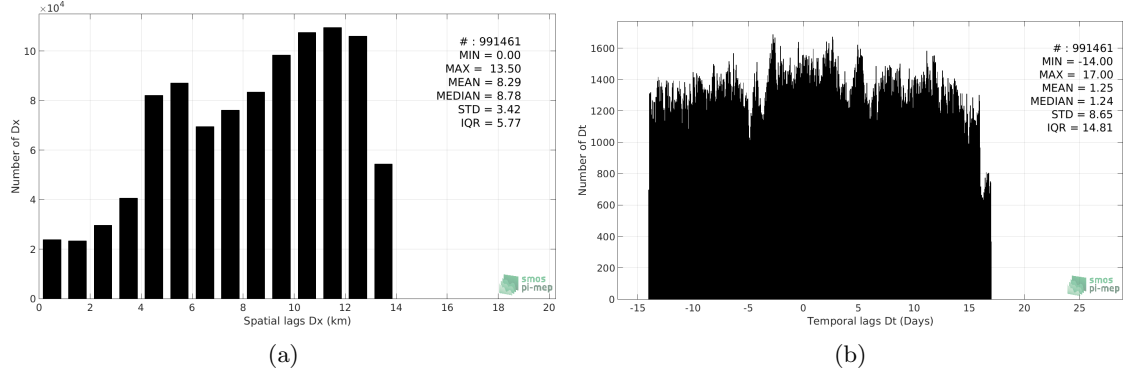 ×10⁴
10
8
6
4
2
0
Number of Dx
# : 991461
MIN = 0.00
MAX = 13.50
MEAN = 8.29
MEDIAN = 8.78
STD = 3.42
IQR = 5.77
smos
pi-mep
0 2 4 6 8 10 12 14 16 18 20
Spatial lags Dx (km)
(a)
1600
1400
1200
1000
800
600
400
200
0
Number of Dt
# : 991461
MIN = -14.00
MAX = 17.00
MEAN = 1.25
MEDIAN = 1.24
STD = 8.65
IQR = 14.81
smos
pi-mep
-15 -10 -5 0 5 10 15 20 25
Temporal lags Dt (Days)
(b)